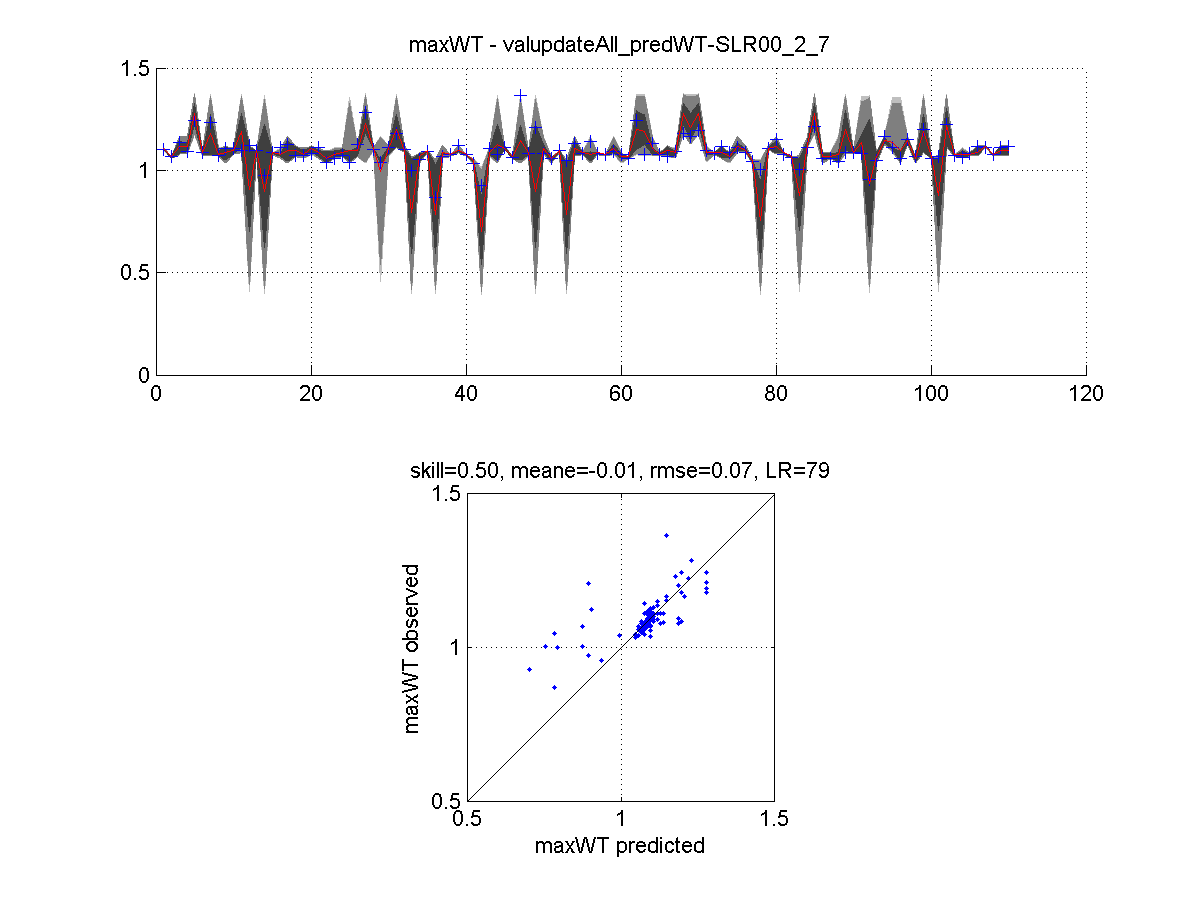 maxWT - valupdateAll_predWT-SLR00_2_7
1.5
1
0.5
0
0 20 40 60 80 100 120
skill=0.50, meane=-0.01, rmse=0.07, LR=79
1.5
maxWT observed
1
0.5
0.5 1 1.5
maxWT predicted